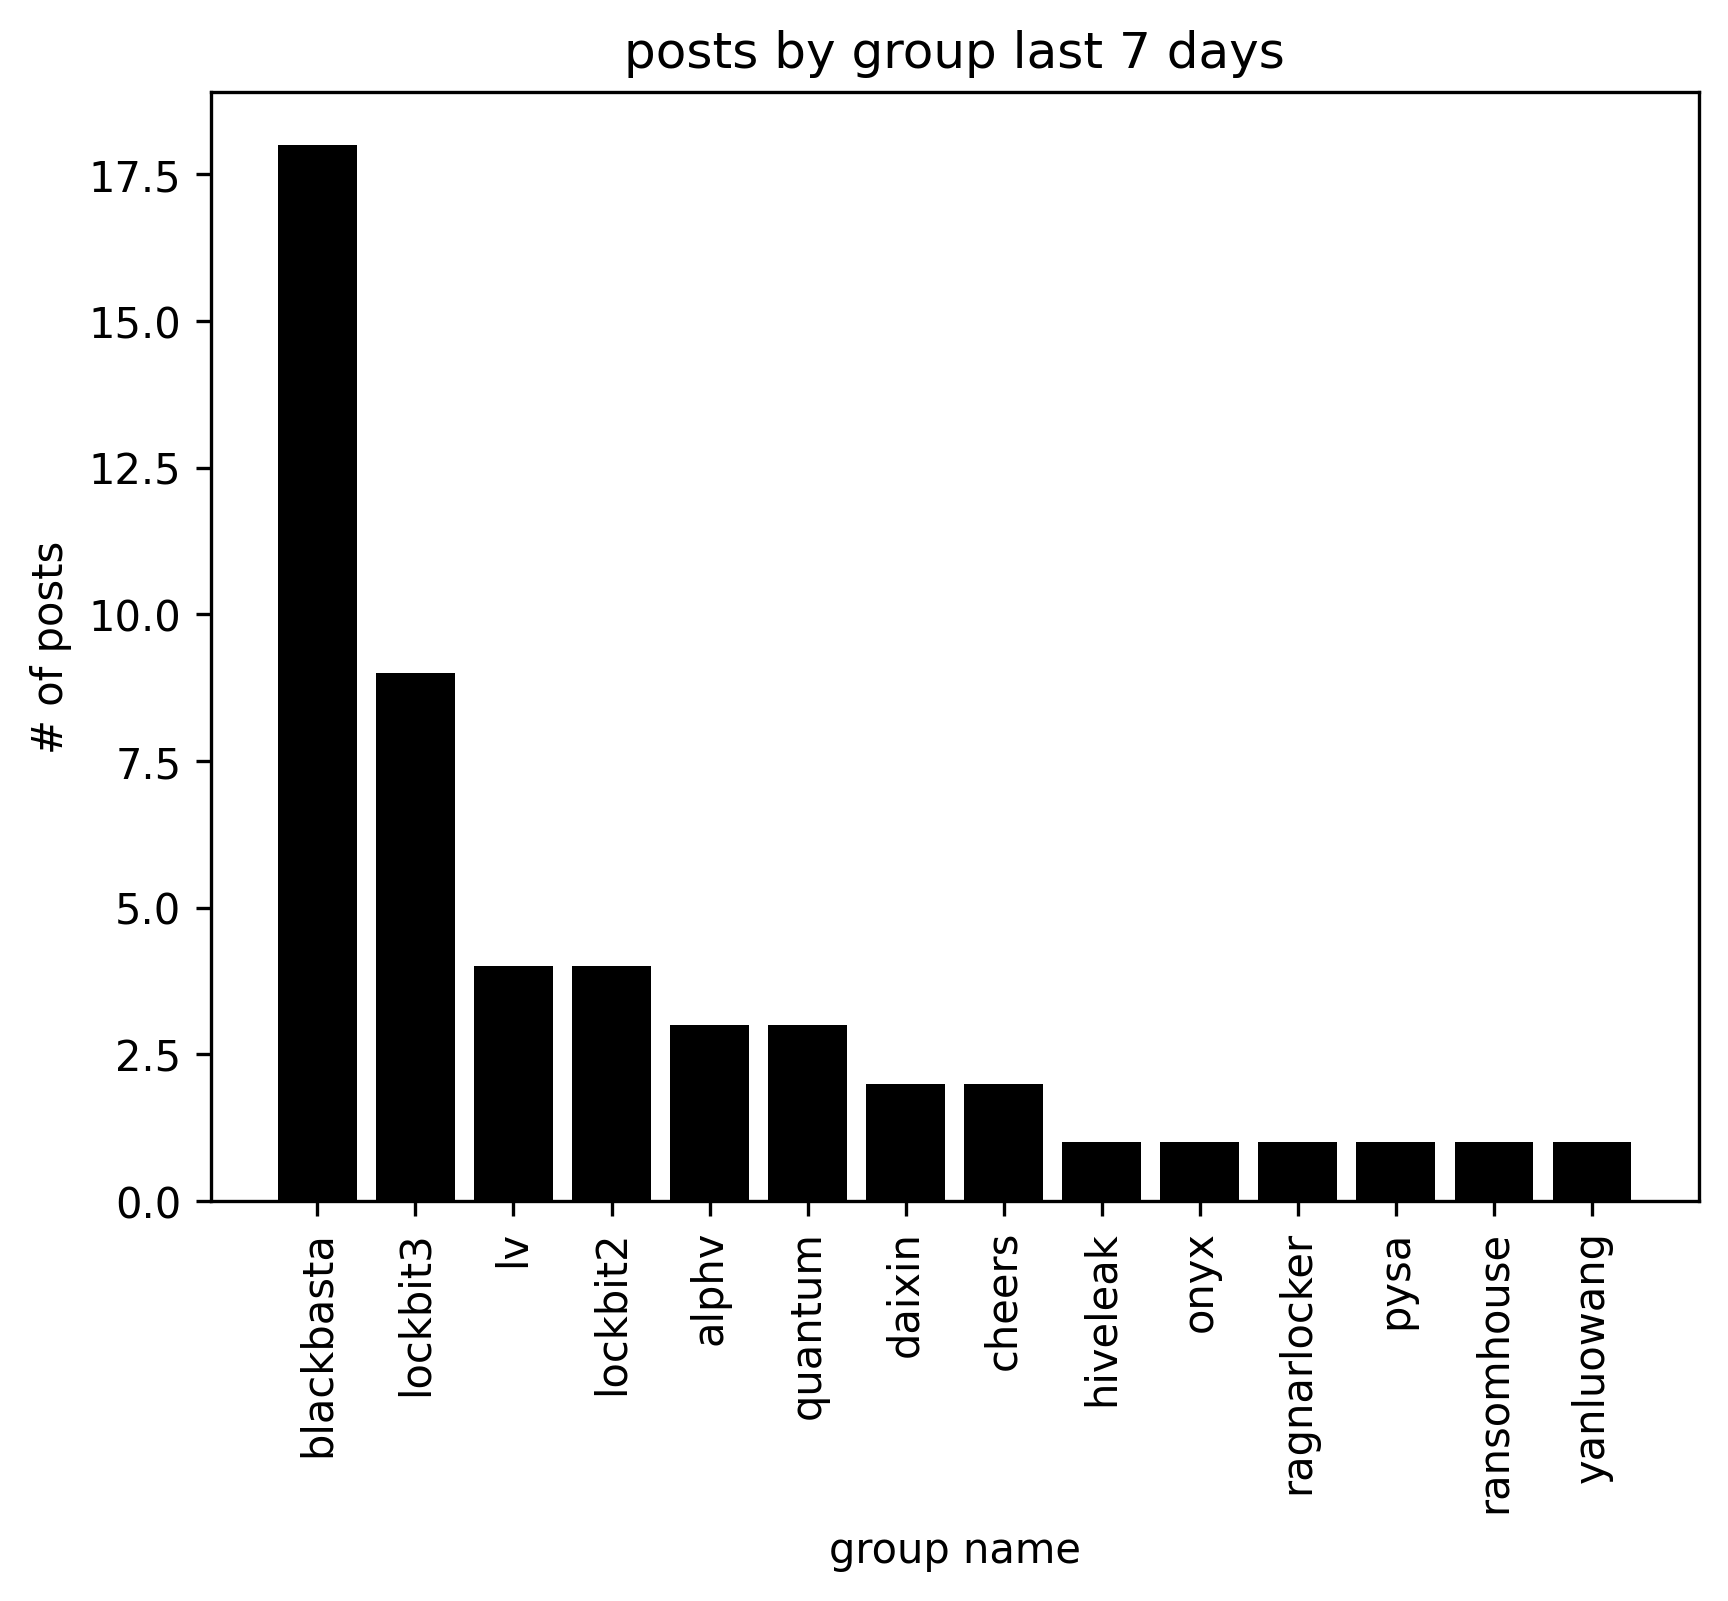 posts by group last 7 days
17.5
15.0
12.5
10.0
7.5
5.0
2.5
0.0
# of posts
blackbasta
lockbit3
lv
lockbit2
alphv
quantum
daixin
cheers
hiveleak
onyx
ragnarlocker
pysa
ransomhouse
yanluowang
group name